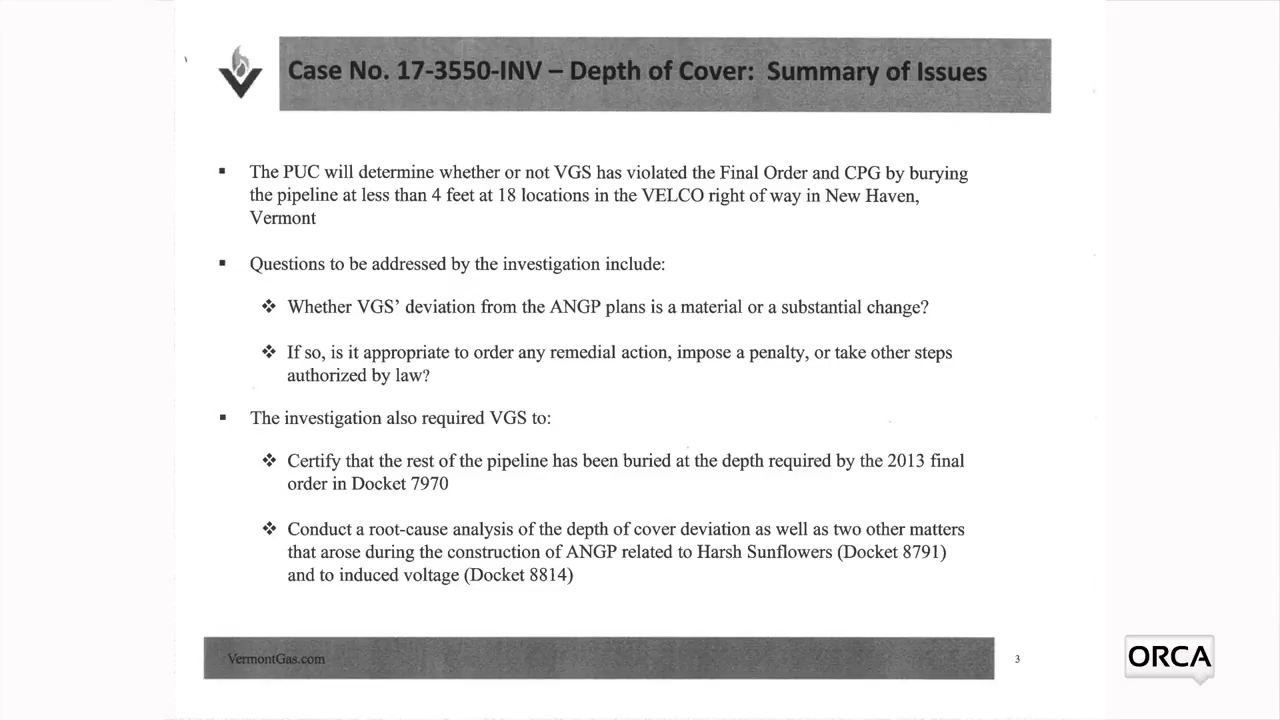 Case No. 17-3550-INV – Depth of Cover: Summary of Issues
▪ The PUC will determine whether or not VGS has violated the Final Order and CPG by burying
the pipeline at less than 4 feet at 18 locations in the VELCO right of way in New Haven,
Vermont
▪ Questions to be addressed by the investigation include:
❖ Whether VGS’ deviation from the ANGP plans is a material or a substantial change?
❖ If so, is it appropriate to order any remedial action, impose a penalty, or take other steps
authorized by law?
▪ The investigation also required VGS to:
❖ Certify that the rest of the pipeline has been buried at the depth required by the 2013 final
order in Docket 7970
❖ Conduct a root-cause analysis of the depth of cover deviation as well as two other matters
that arose during the construction of ANGP related to Harsh Sunflowers (Docket 8791)
and to induced voltage (Docket 8814)
VermontGas.com
3
ORCA